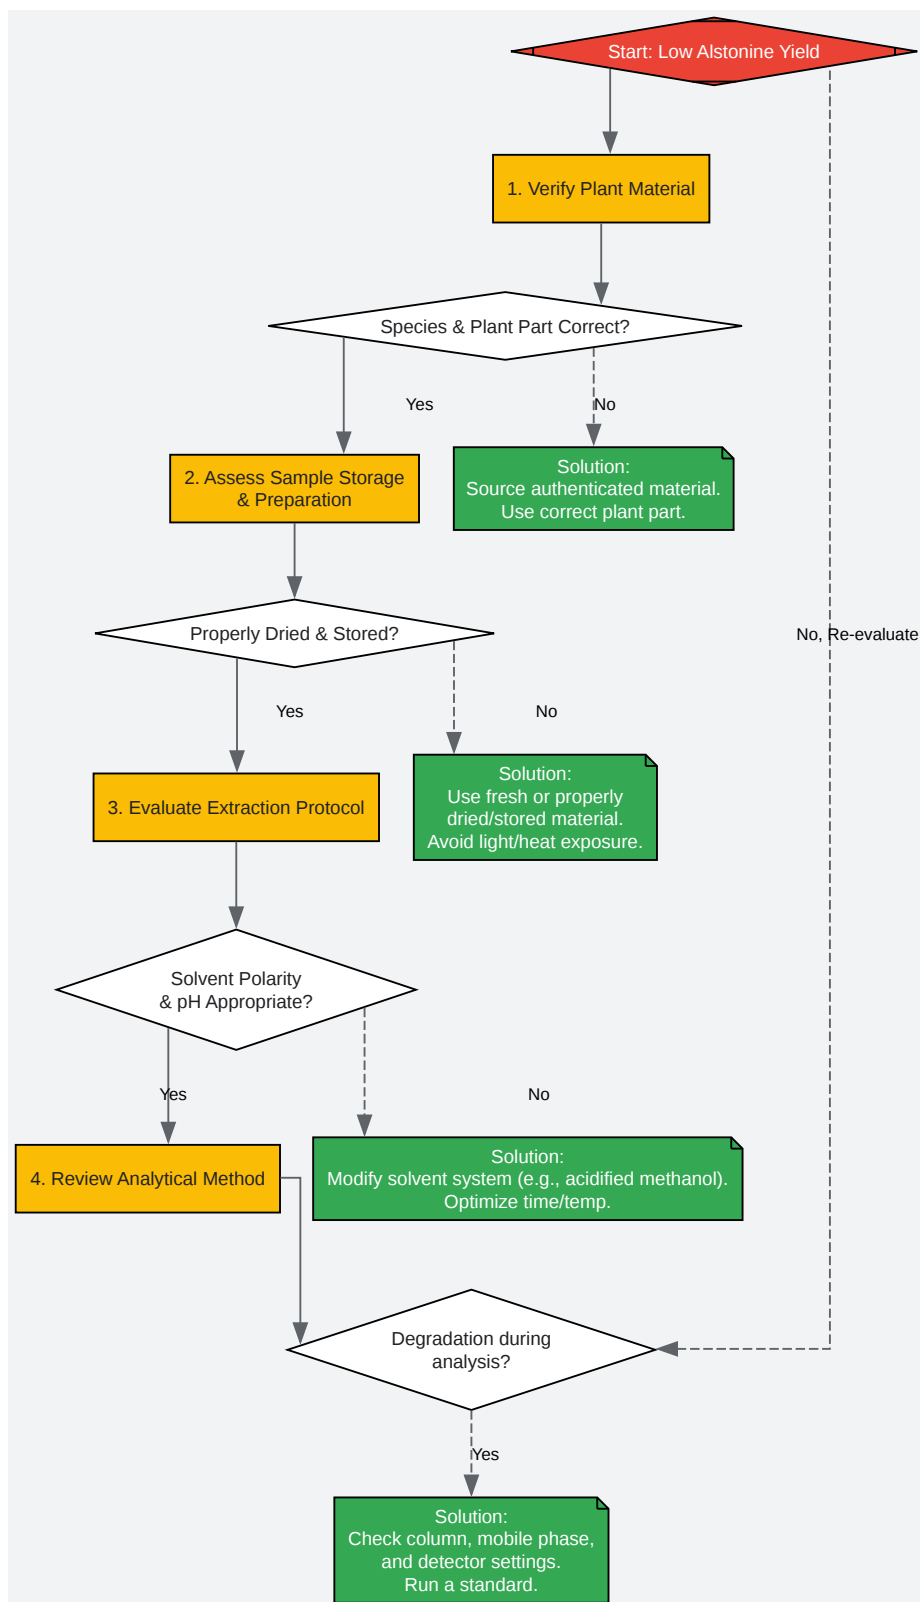 Start: Low Alstonine Yield
1. Verify Plant Material
Species & Plant Part Correct?
Yes
No
2. Assess Sample Storage
& Preparation
Solution:
Source authenticated material.
Use correct plant part.
Properly Dried & Stored?
No, Re-evaluate
Yes
No
3. Evaluate Extraction Protocol
Solution:
Use fresh or properly
dried/stored material.
Avoid light/heat exposure.
Solvent Polarity
& pH Appropriate?
Yes
No
4. Review Analytical Method
Solution:
Modify solvent system (e.g., acidified methanol).
Optimize time/temp.
Degradation during
analysis?
Yes
Solution:
Check column, mobile phase,
and detector settings.
Run a standard.